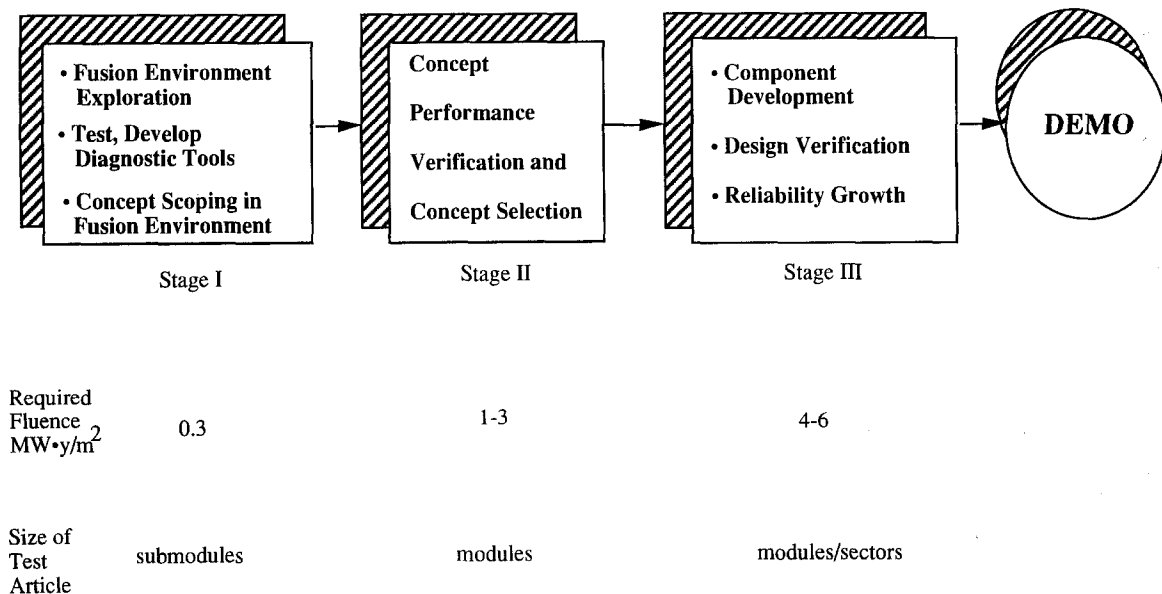 • Fusion Environment
Exploration
• Test, Develop
Diagnostic Tools
• Concept Scoping in
Fusion Environment
Stage I
Concept
Performance
Verification and
Concept Selection
Stage II
• Component
Development
• Design Verification
• Reliability Growth
Stage III
DEMO
Required
Fluence
MW•y/m²
0.3
1-3
4-6
Size of
Test
Article
submodules
modules
modules/sectors